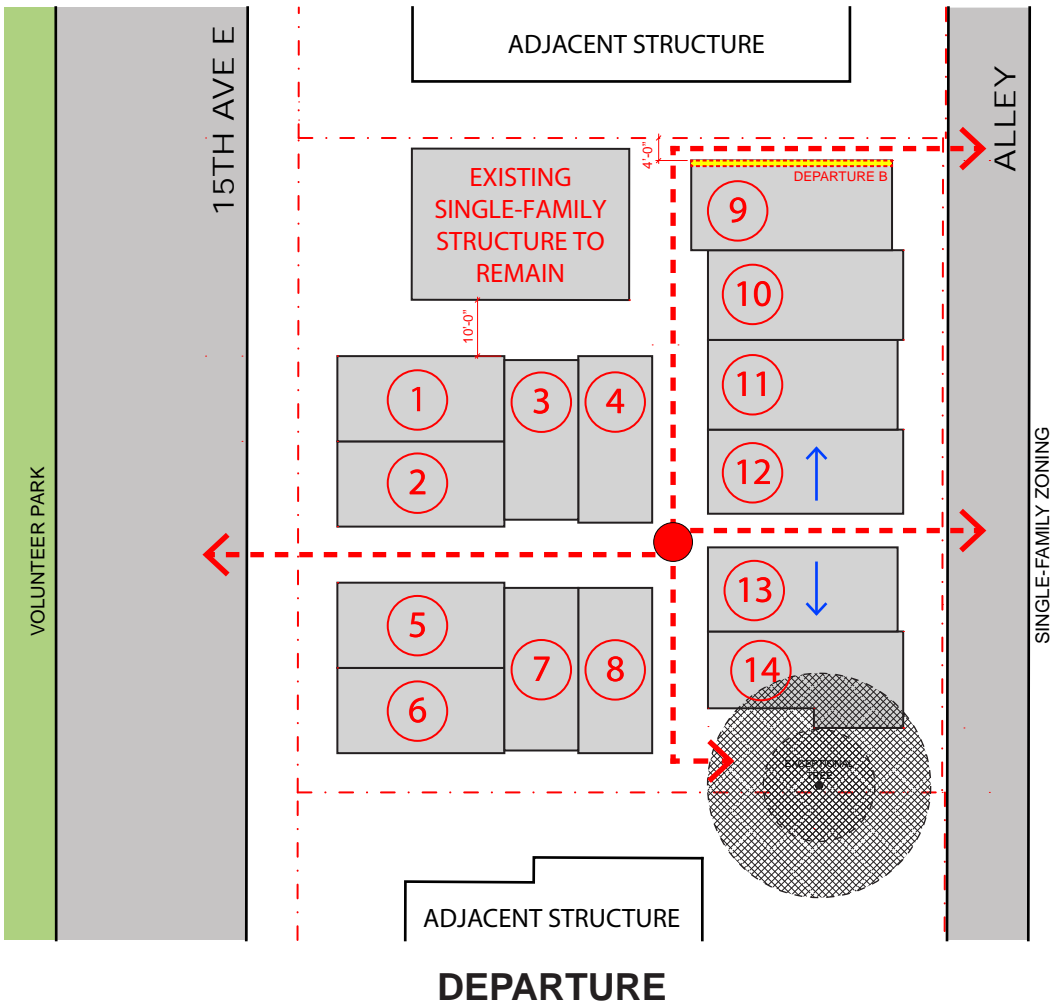 ADJACENT STRUCTURE
15TH AVE E
ALLEY
4'-0"
DEPARTURE B
EXISTING
SINGLE-FAMILY
STRUCTURE TO
REMAIN
9
10
10'-0"
1
3
4
11
2
12
VOLUNTEER PARK
SINGLE-FAMILY ZONING
13
5
7
8
14
6
EXCEPTIONAL
TREE
ADJACENT STRUCTURE
DEPARTURE